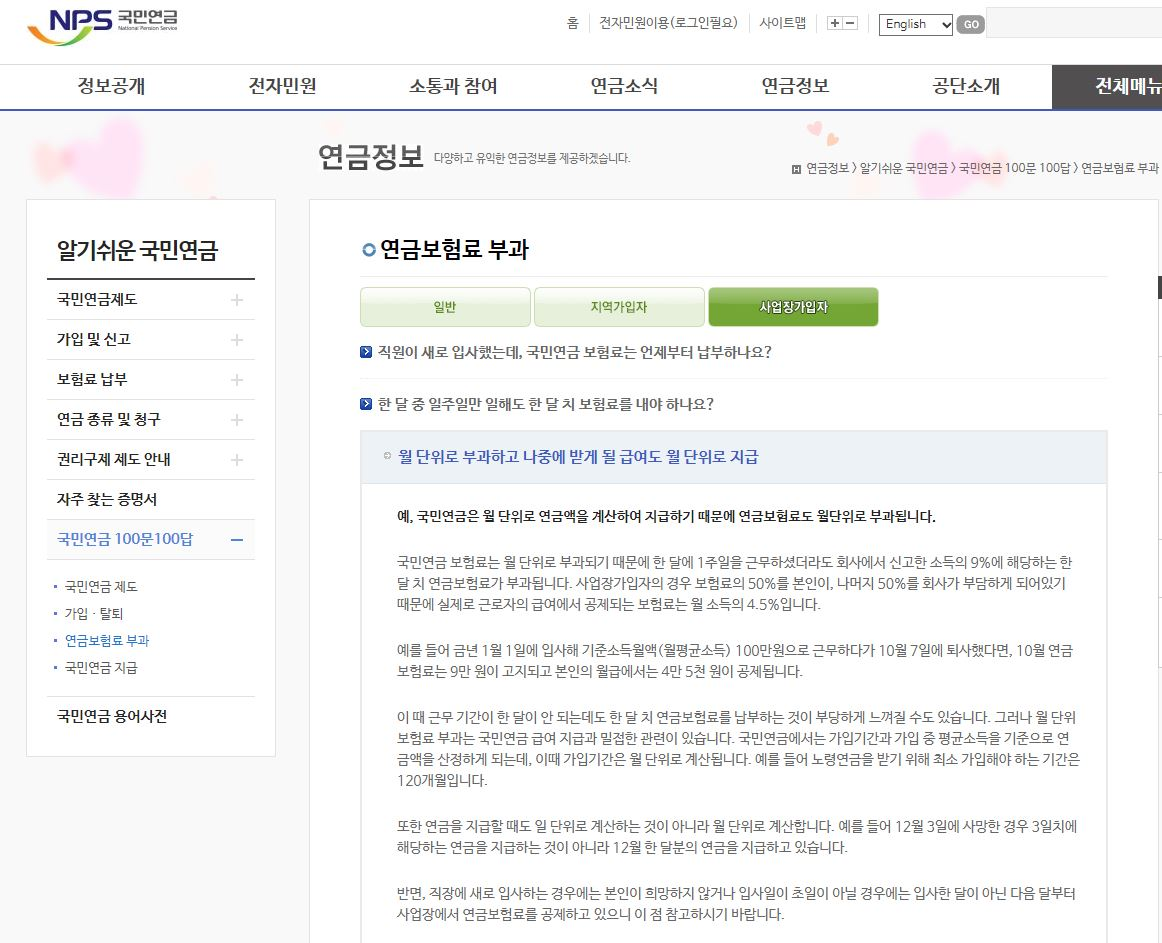 NPS 국민연금
National Pension Service
홈
전자민원이용(로그인필요)
사이트맵
English
GO
정보공개
전자민원
소통과 참여
연금소식
연금정보
공단소개
전체메뉴
연금정보
다양하고 유익한 연금정보를 제공하겠습니다.
연금정보 > 알기쉬운 국민연금 > 국민연금 100문 100답 > 연금보험료 부과
알기쉬운 국민연금
국민연금제도
가입 및 신고
보험료 납부
연금 종류 및 청구
권리구제 제도 안내
자주 찾는 증명서
국민연금 100문100답
국민연금 제도
가입 · 탈퇴
연금보험료 부과
국민연금 지급
국민연금 용어사전
연금보험료 부과
일반
지역가입자
사업장가입자
직원이 새로 입사했는데, 국민연금 보험료는 언제부터 납부하나요?
한 달 중 일주일만 일해도 한 달 치 보험료를 내야 하나요?
월 단위로 부과하고 나중에 받게 될 급여도 월 단위로 지급
예, 국민연금은 월 단위로 연금액을 계산하여 지급하기 때문에 연금보험료도 월단위로 부과됩니다.
국민연금 보험료는 월 단위로 부과되기 때문에 한 달에 1주일을 근무하셨더라도 회사에서 신고한 소득의 9%에 해당하는 한
달 치 연금보험료가 부과됩니다. 사업장가입자의 경우 보험료의 50%를 본인이, 나머지 50%를 회사가 부담하게 되어있기
때문에 실제로 근로자의 급여에서 공제되는 보험료는 월 소득의 4.5%입니다.
예를 들어 금년 1월 1일에 입사해 기준소득월액(월평균소득) 100만원으로 근무하다가 10월 7일에 퇴사했다면, 10월 연금
보험료는 9만 원이 고지되고 본인의 월급에서는 4만 5천 원이 공제됩니다.
이 때 근무 기간이 한 달이 안 되는데도 한 달 치 연금보험료를 납부하는 것이 부당하게 느껴질 수도 있습니다. 그러나 월 단위
보험료 부과는 국민연금 급여 지급과 밀접한 관련이 있습니다. 국민연금에서는 가입기간과 가입 중 평균소득을 기준으로 연
금액을 산정하게 되는데, 이때 가입기간은 월 단위로 계산됩니다. 예를 들어 노령연금을 받기 위해 최소 가입해야 하는 기간은
120개월입니다.
또한 연금을 지급할 때도 일 단위로 계산하는 것이 아니라 월 단위로 계산합니다. 예를 들어 12월 3일에 사망한 경우 3일치에
해당하는 연금을 지급하는 것이 아니라 12월 한 달분의 연금을 지급하고 있습니다.
반면, 직장에 새로 입사하는 경우에는 본인이 희망하지 않거나 입사일이 초일이 아닐 경우에는 입사한 달이 아닌 다음 달부터
사업장에서 연금보험료를 공제하고 있으니 이 점 참고하시기 바랍니다.